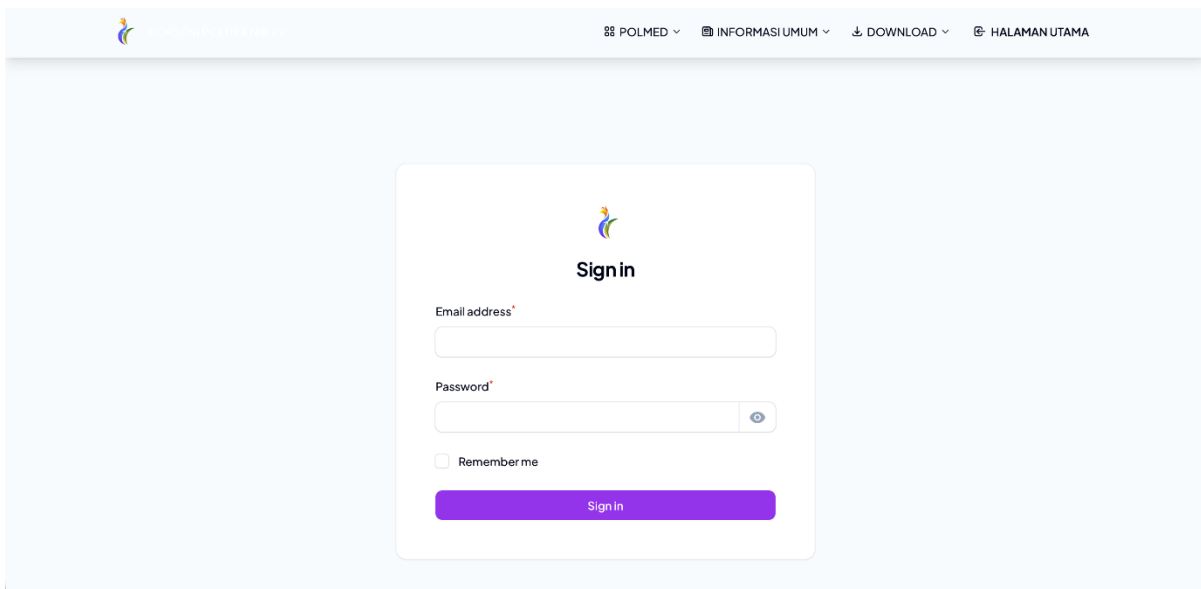 POLMED INFORMASI UMUM DOWNLOAD HALAMAN UTAMA
Sign in
Email address*
Password*
Remember me
Sign in